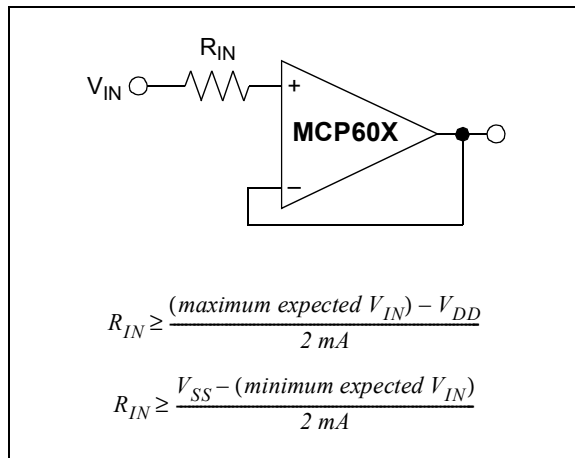 R_IN
V_IN
+
MCP60X
–
R_IN ≥ (maximum expected V_IN) – V_DD
2 mA
R_IN ≥ V_SS – (minimum expected V_IN)
2 mA